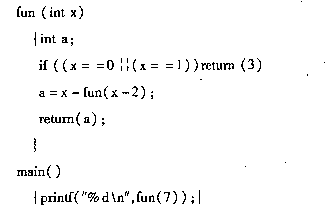 fun (int x)
{int a;
if ((x = =0 ||(x = =1))return (3)
a = x - fun(x -2) ;
return(a) ;
}
main()
{printf("% d\n",fun(7)) ;}